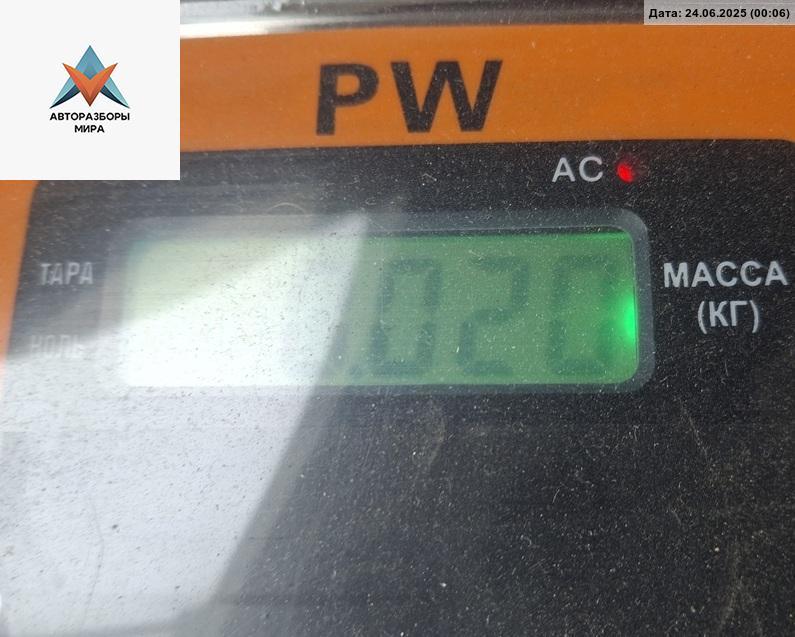 Дата: 24.06.2025 (00:06)
АВТОРАЗБОРЫ
МИРА
PW
AC
ТАРА
МАССА
(КГ)
НОЛЬ
.020